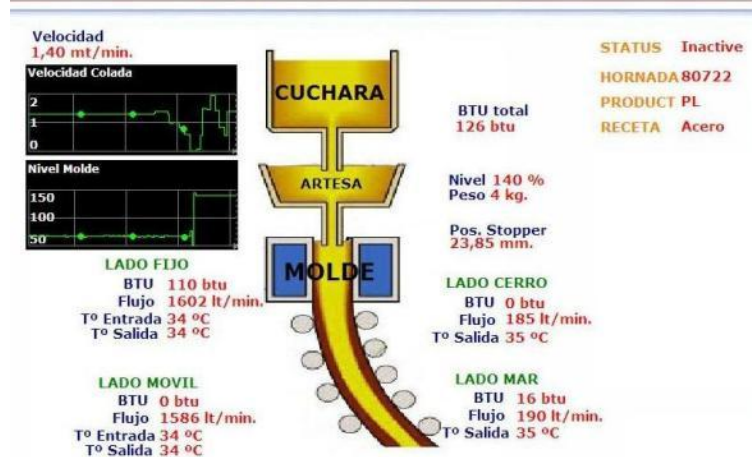 Velocidad
1,40 mt/min.
Velocidad Colada
2
1
0
Nivel Molde
150
100
50
CUCHARA
ARTESA
MOLDE
STATUS Inactive
HORNADA 80722
PRODUCT PL
RECETA Acero
BTU total
126 btu
Nivel 140 %
Peso 4 kg.
Pos. Stopper
23,85 mm.
LADO FIJO
BTU 110 btu
Flujo 1602 lt/min.
Tº Entrada 34 ºC
Tº Salida 34 ºC
LADO CERRO
BTU 0 btu
Flujo 185 lt/min.
Tº Salida 35 ºC
LADO MOVIL
BTU 0 btu
Flujo 1586 lt/min.
Tº Entrada 34 ºC
Tº Salida 34 ºC
LADO MAR
BTU 16 btu
Flujo 190 lt/min.
Tº Salida 35 ºC